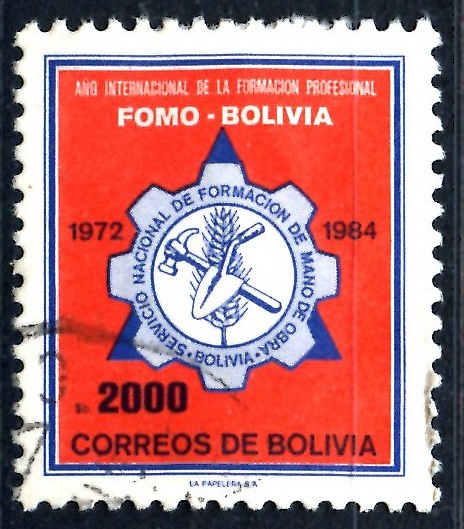 AÑO INTERNACIONAL DE LA FORMACION PROFESIONAL
FOMO - BOLIVIA
1972 1984
SERVICIO NACIONAL DE FORMACION DE MANO DE OBRA
· BOLIVIA ·
$b. 2000
CORREOS DE BOLIVIA
LA PAPELERA S.A.